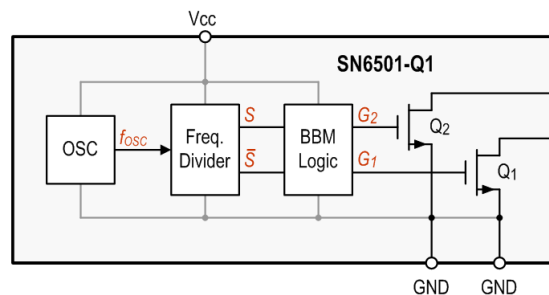 Vcc
SN6501-Q1
OSC
fOSC
Freq.
Divider
S
S̅
BBM
Logic
G2
G1
Q2
Q1
GND
GND